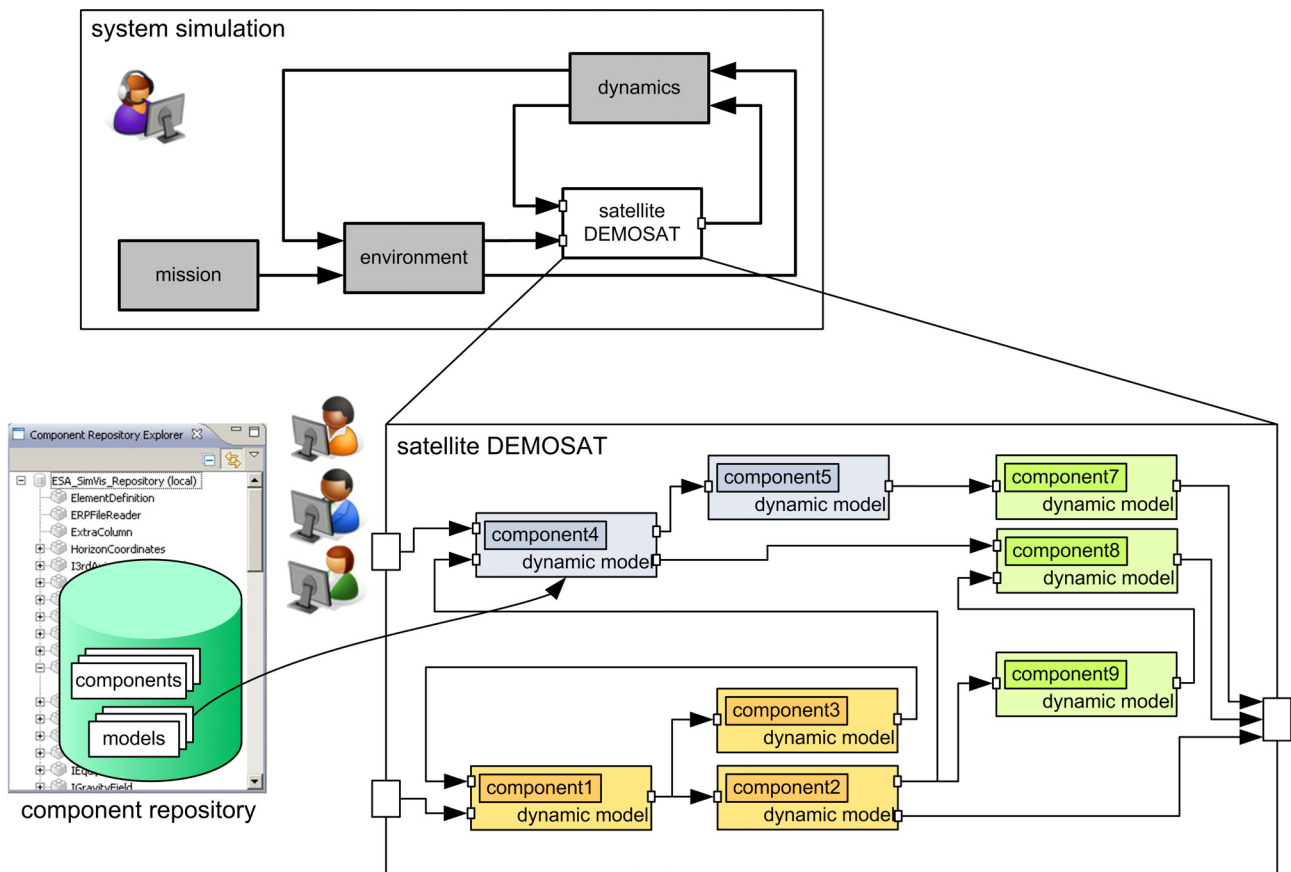 system simulation
dynamics
satellite
DEMOSAT
environment
mission
Component Repository Explorer
ESA_SimVis_Repository (local)
ElementDefinition
ERPFileReader
ExtraColumn
HorizonCoordinates
components
models
IGravityField
component repository
satellite DEMOSAT
component5
dynamic model
component7
dynamic model
component4
dynamic model
component8
dynamic model
component9
dynamic model
component3
dynamic model
component1
dynamic model
component2
dynamic model